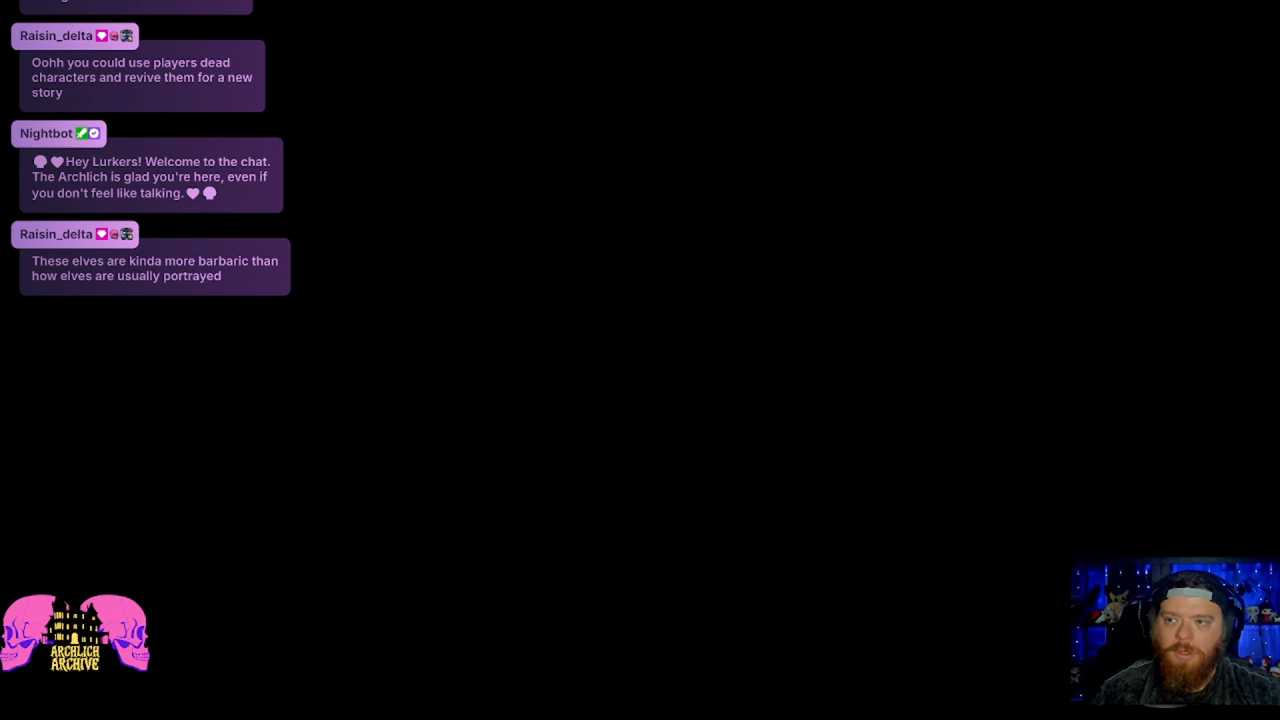 Raisin_delta
Oohh you could use players dead
characters and revive them for a new
story
Nightbot
Hey Lurkers! Welcome to the chat.
The Archlich is glad you're here, even if
you don't feel like talking.
Raisin_delta
These elves are kinda more barbaric than
how elves are usually portrayed
ARCHLICH
ARCHIVE